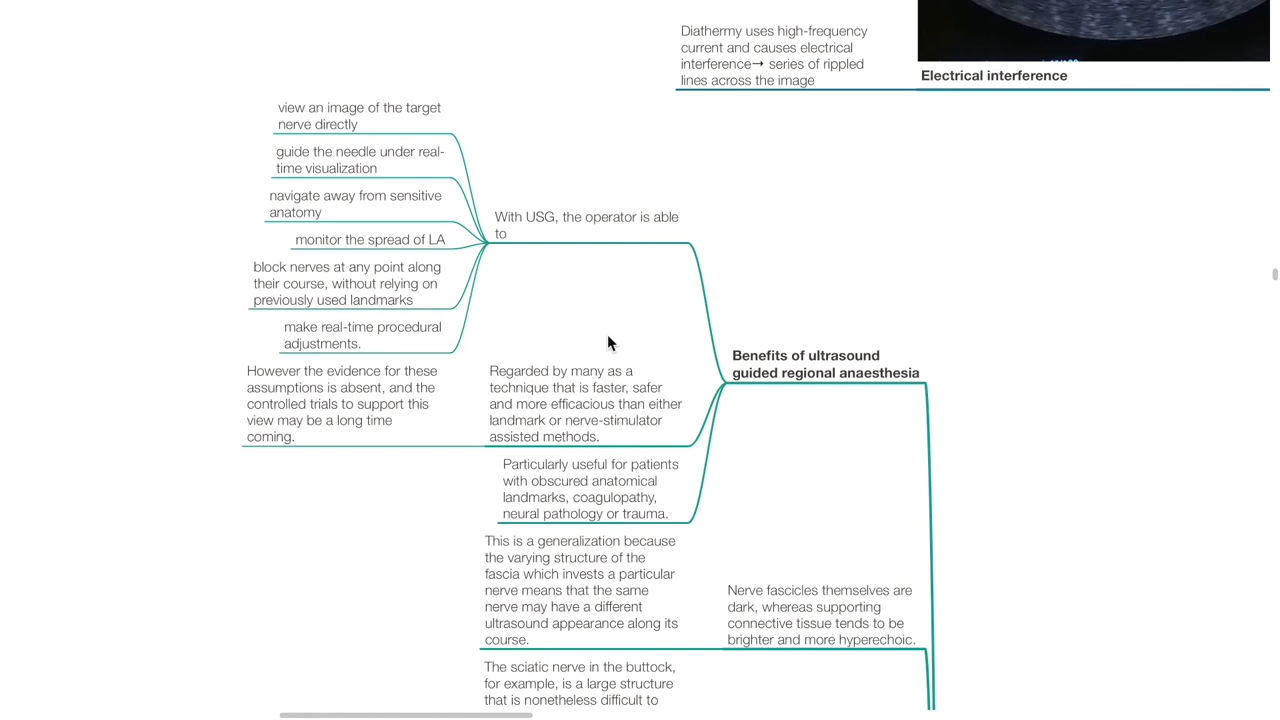 Diathermy uses high-frequency
current and causes electrical
interference→ series of rippled
lines across the image
Electrical interference
view an image of the target
nerve directly
guide the needle under real-
time visualization
navigate away from sensitive
anatomy
monitor the spread of LA
block nerves at any point along
their course, without relying on
previously used landmarks
make real-time procedural
adjustments.
With USG, the operator is able
to
However the evidence for these
assumptions is absent, and the
controlled trials to support this
view may be a long time
coming.
Regarded by many as a
technique that is faster, safer
and more efficacious than either
landmark or nerve-stimulator
assisted methods.
Particularly useful for patients
with obscured anatomical
landmarks, coagulopathy,
neural pathology or trauma.
Benefits of ultrasound
guided regional anaesthesia
This is a generalization because
the varying structure of the
fascia which invests a particular
nerve means that the same
nerve may have a different
ultrasound appearance along its
course.
Nerve fascicles themselves are
dark, whereas supporting
connective tissue tends to be
brighter and more hyperechoic.
The sciatic nerve in the buttock,
for example, is a large structure
that is nonetheless difficult to